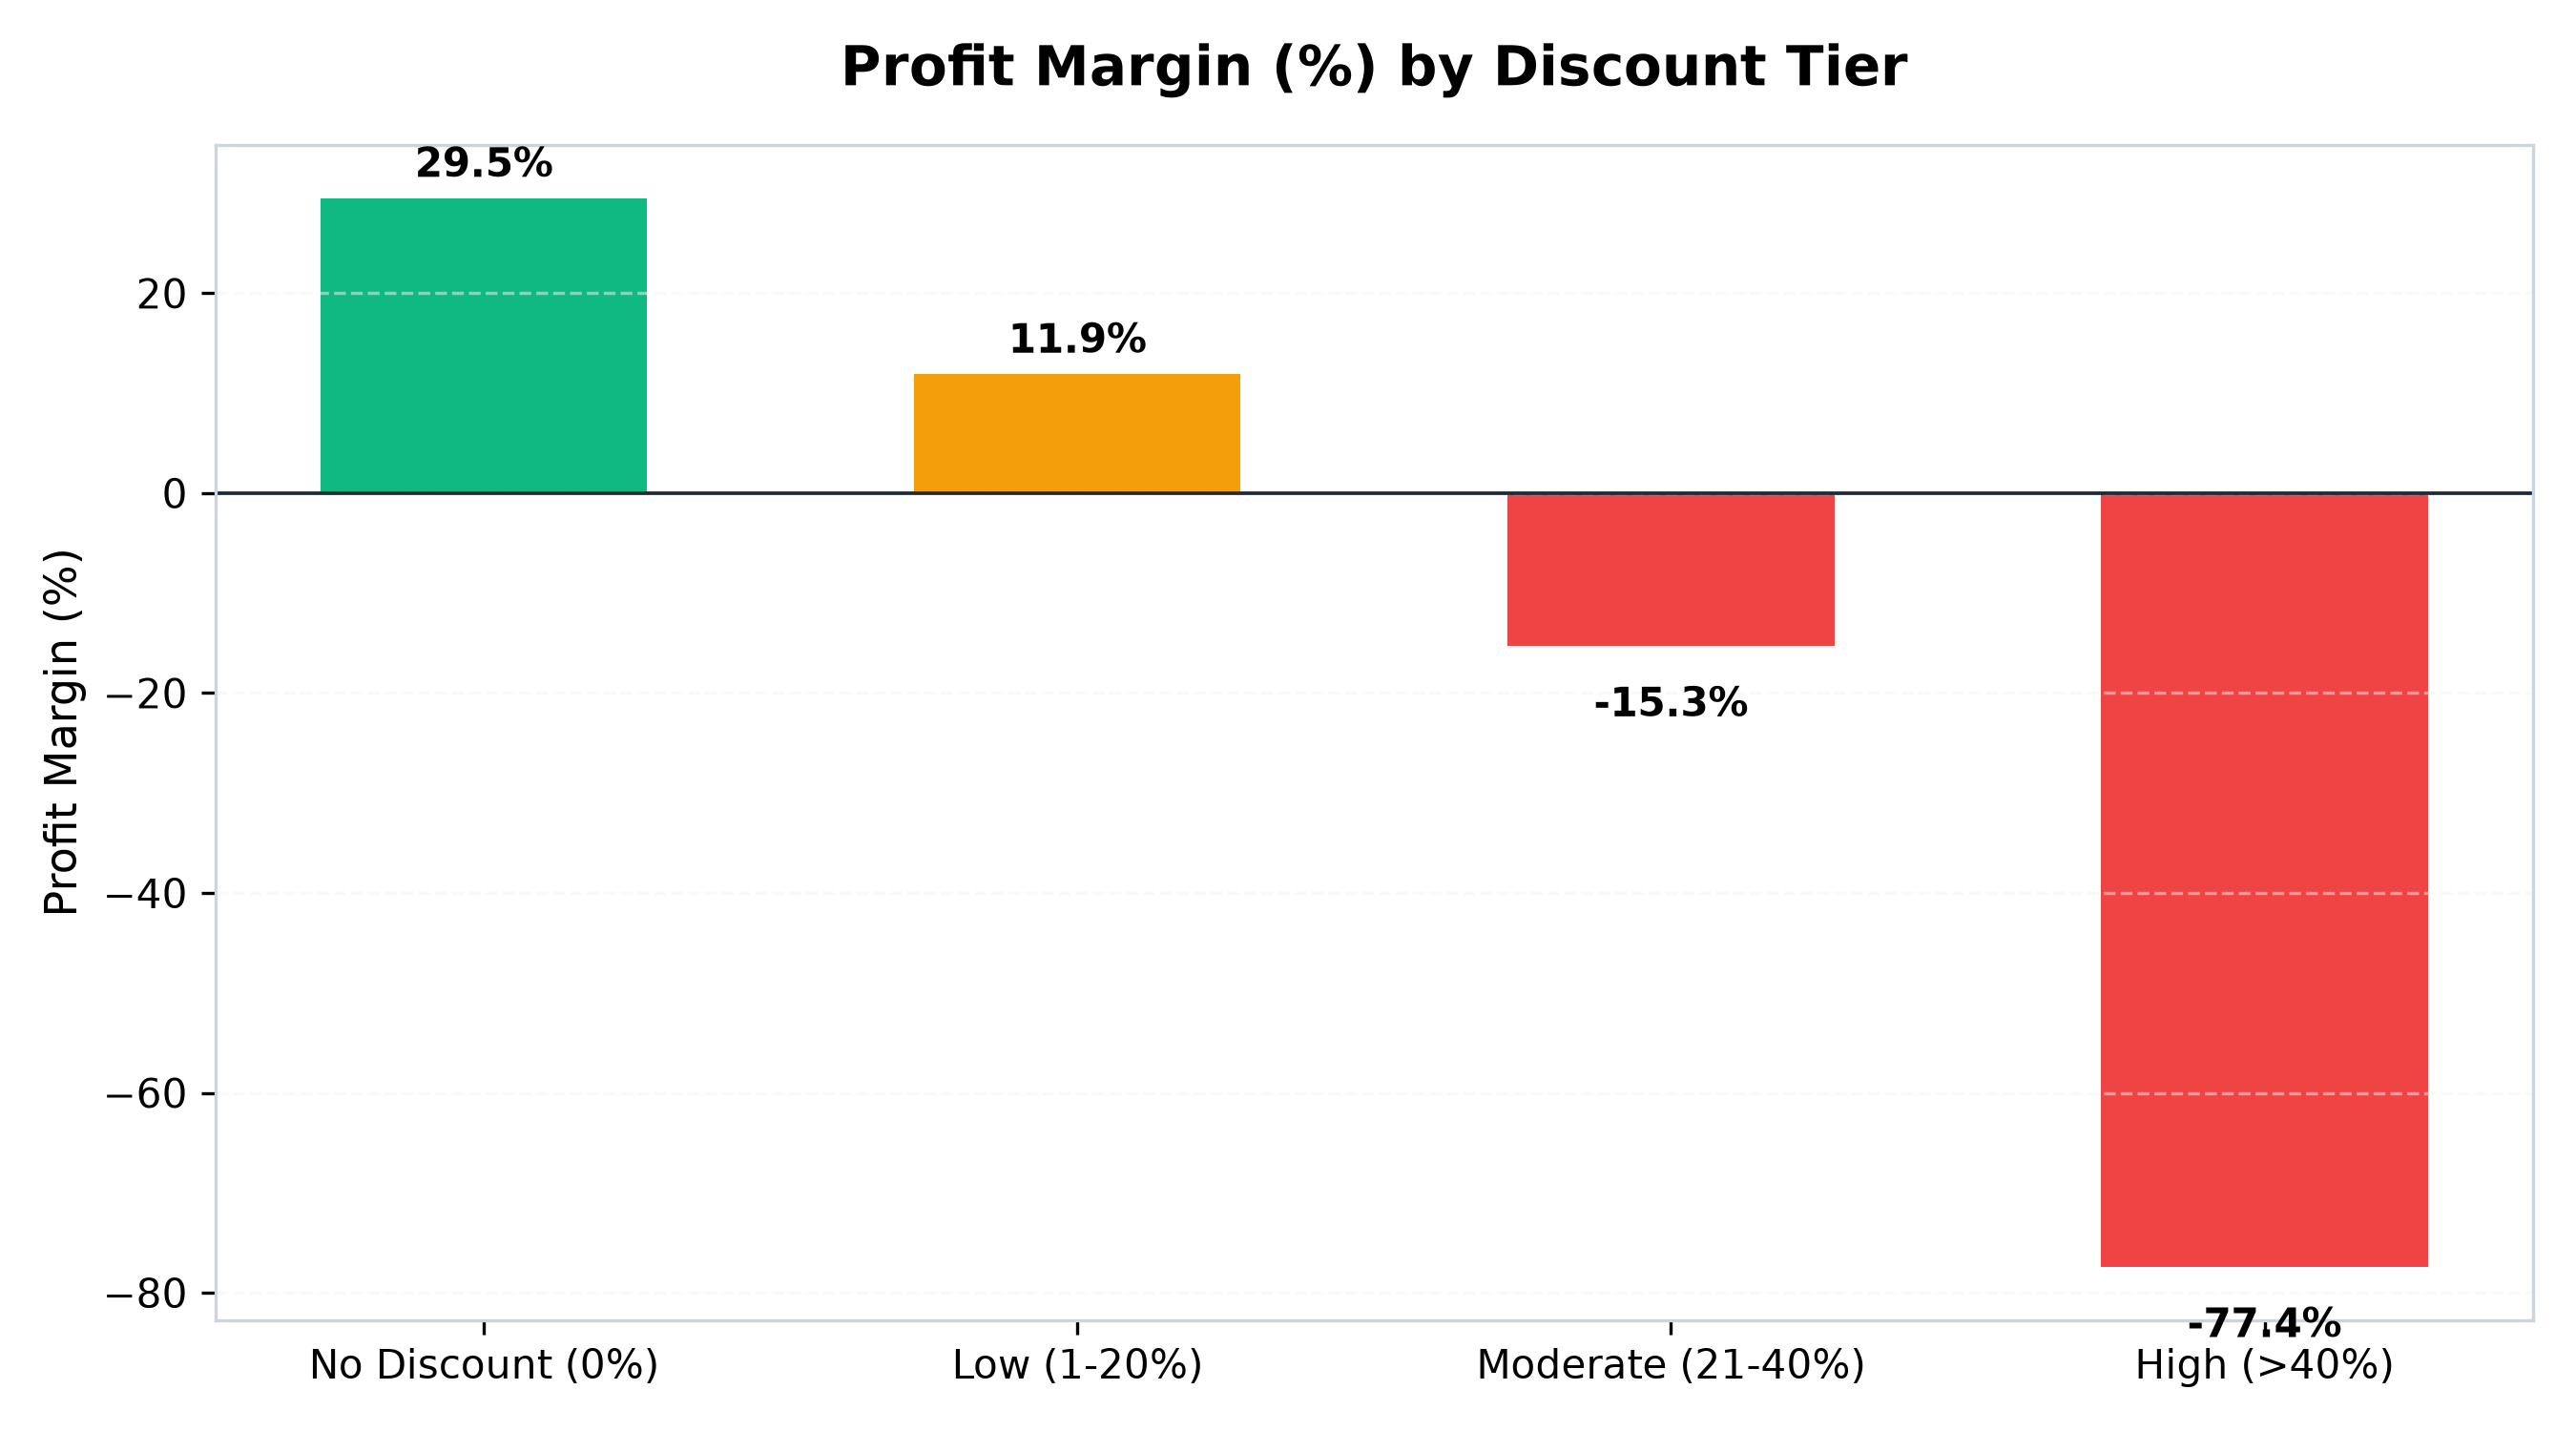 Profit Margin (%) by Discount Tier
29.5%
20
11.9%
0
Profit Margin (%)
−20
-15.3%
−40
−60
−80
-77.4%
No Discount (0%)
Low (1-20%)
Moderate (21-40%)
High (>40%)